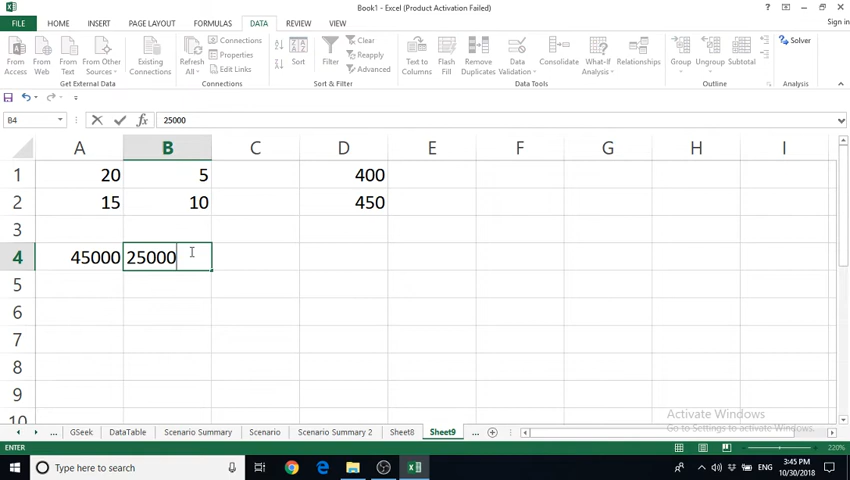 Book1 - Excel (Product Activation Failed)
Sign in
FILE HOME INSERT PAGE LAYOUT FORMULAS DATA REVIEW VIEW
From Access
From Web
From Text
From Other Sources
Get External Data
Existing Connections
Refresh All
Connections
Properties
Edit Links
Connections
Sort
Filter
Clear
Reapply
Advanced
Sort & Filter
Text to Columns
Flash Fill
Remove Duplicates
Data Validation
Consolidate
What-If Analysis
Relationships
Data Tools
Group
Ungroup
Subtotal
Outline
Solver
Analysis
B4 fx 25000
A B C D E F G H I
1 20 5 400
2 15 10 450
3
4 45000 25000
5
6
7
8
9
10
Activate Windows
Go to Settings to activate Windows.
... GSeek DataTable Scenario Summary Scenario Scenario Summary 2 Sheet8 Sheet9 ...
ENTER 220%
Type here to search
ENG
3:45 PM
10/30/2018